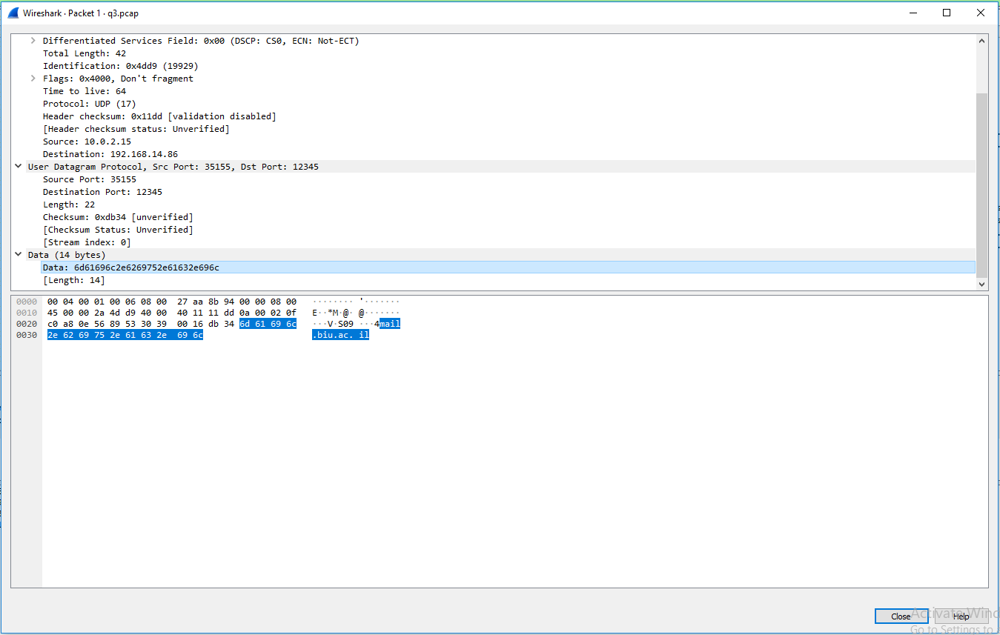 Wireshark · Packet 1 · q3.pcap
Differentiated Services Field: 0x00 (DSCP: CS0, ECN: Not-ECT)
Total Length: 42
Identification: 0x4dd9 (19929)
Flags: 0x4000, Don't fragment
Time to live: 64
Protocol: UDP (17)
Header checksum: 0x11dd [validation disabled]
[Header checksum status: Unverified]
Source: 10.0.2.15
Destination: 192.168.14.86
User Datagram Protocol, Src Port: 35155, Dst Port: 12345
Source Port: 35155
Destination Port: 12345
Length: 22
Checksum: 0xdb34 [unverified]
[Checksum Status: Unverified]
[Stream index: 0]
Data (14 bytes)
Data: 6d61696c2e6269752e61632e696c
[Length: 14]
0000 00 04 00 01 00 06 08 00 27 aa 8b 94 00 00 08 00 ········ '·······
0010 45 00 00 2a 4d d9 40 00 40 11 11 dd 0a 00 02 0f E··*M·@· @·······
0020 c0 a8 0e 56 89 53 30 39 00 16 db 34 6d 61 69 6c ···V·S09 ···4mail
0030 2e 62 69 75 2e 61 63 2e 69 6c .biu.ac. il
Close Help
Activate Wind
Go to Settings to